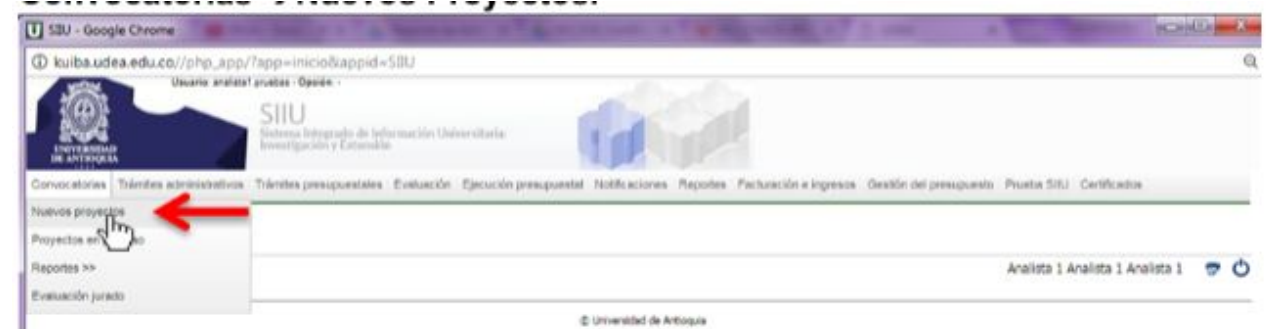 Convocatorias → Nuevos Proyectos.
SIIU - Google Chrome
kuiba.udea.edu.co//php_app/?app=inicio&appid=SIIU
Usuario: analista1 pruebas - Opción: -
SIIU
Sistema Integrado de Información Universitaria:
Investigación y Extensión
UNIVERSIDAD
DE ANTIOQUIA
Convocatorias Trámites administrativos Trámites presupuestales Evaluación Ejecución presupuestal Notificaciones Reportes Facturación e ingresos Gestión del presupuesto Prueba SIIU Certificados
Nuevos proyectos
Proyectos en
Reportes >>
Analista 1 Analista 1 Analista 1
Evaluación jurado
© Universidad de Antioquia